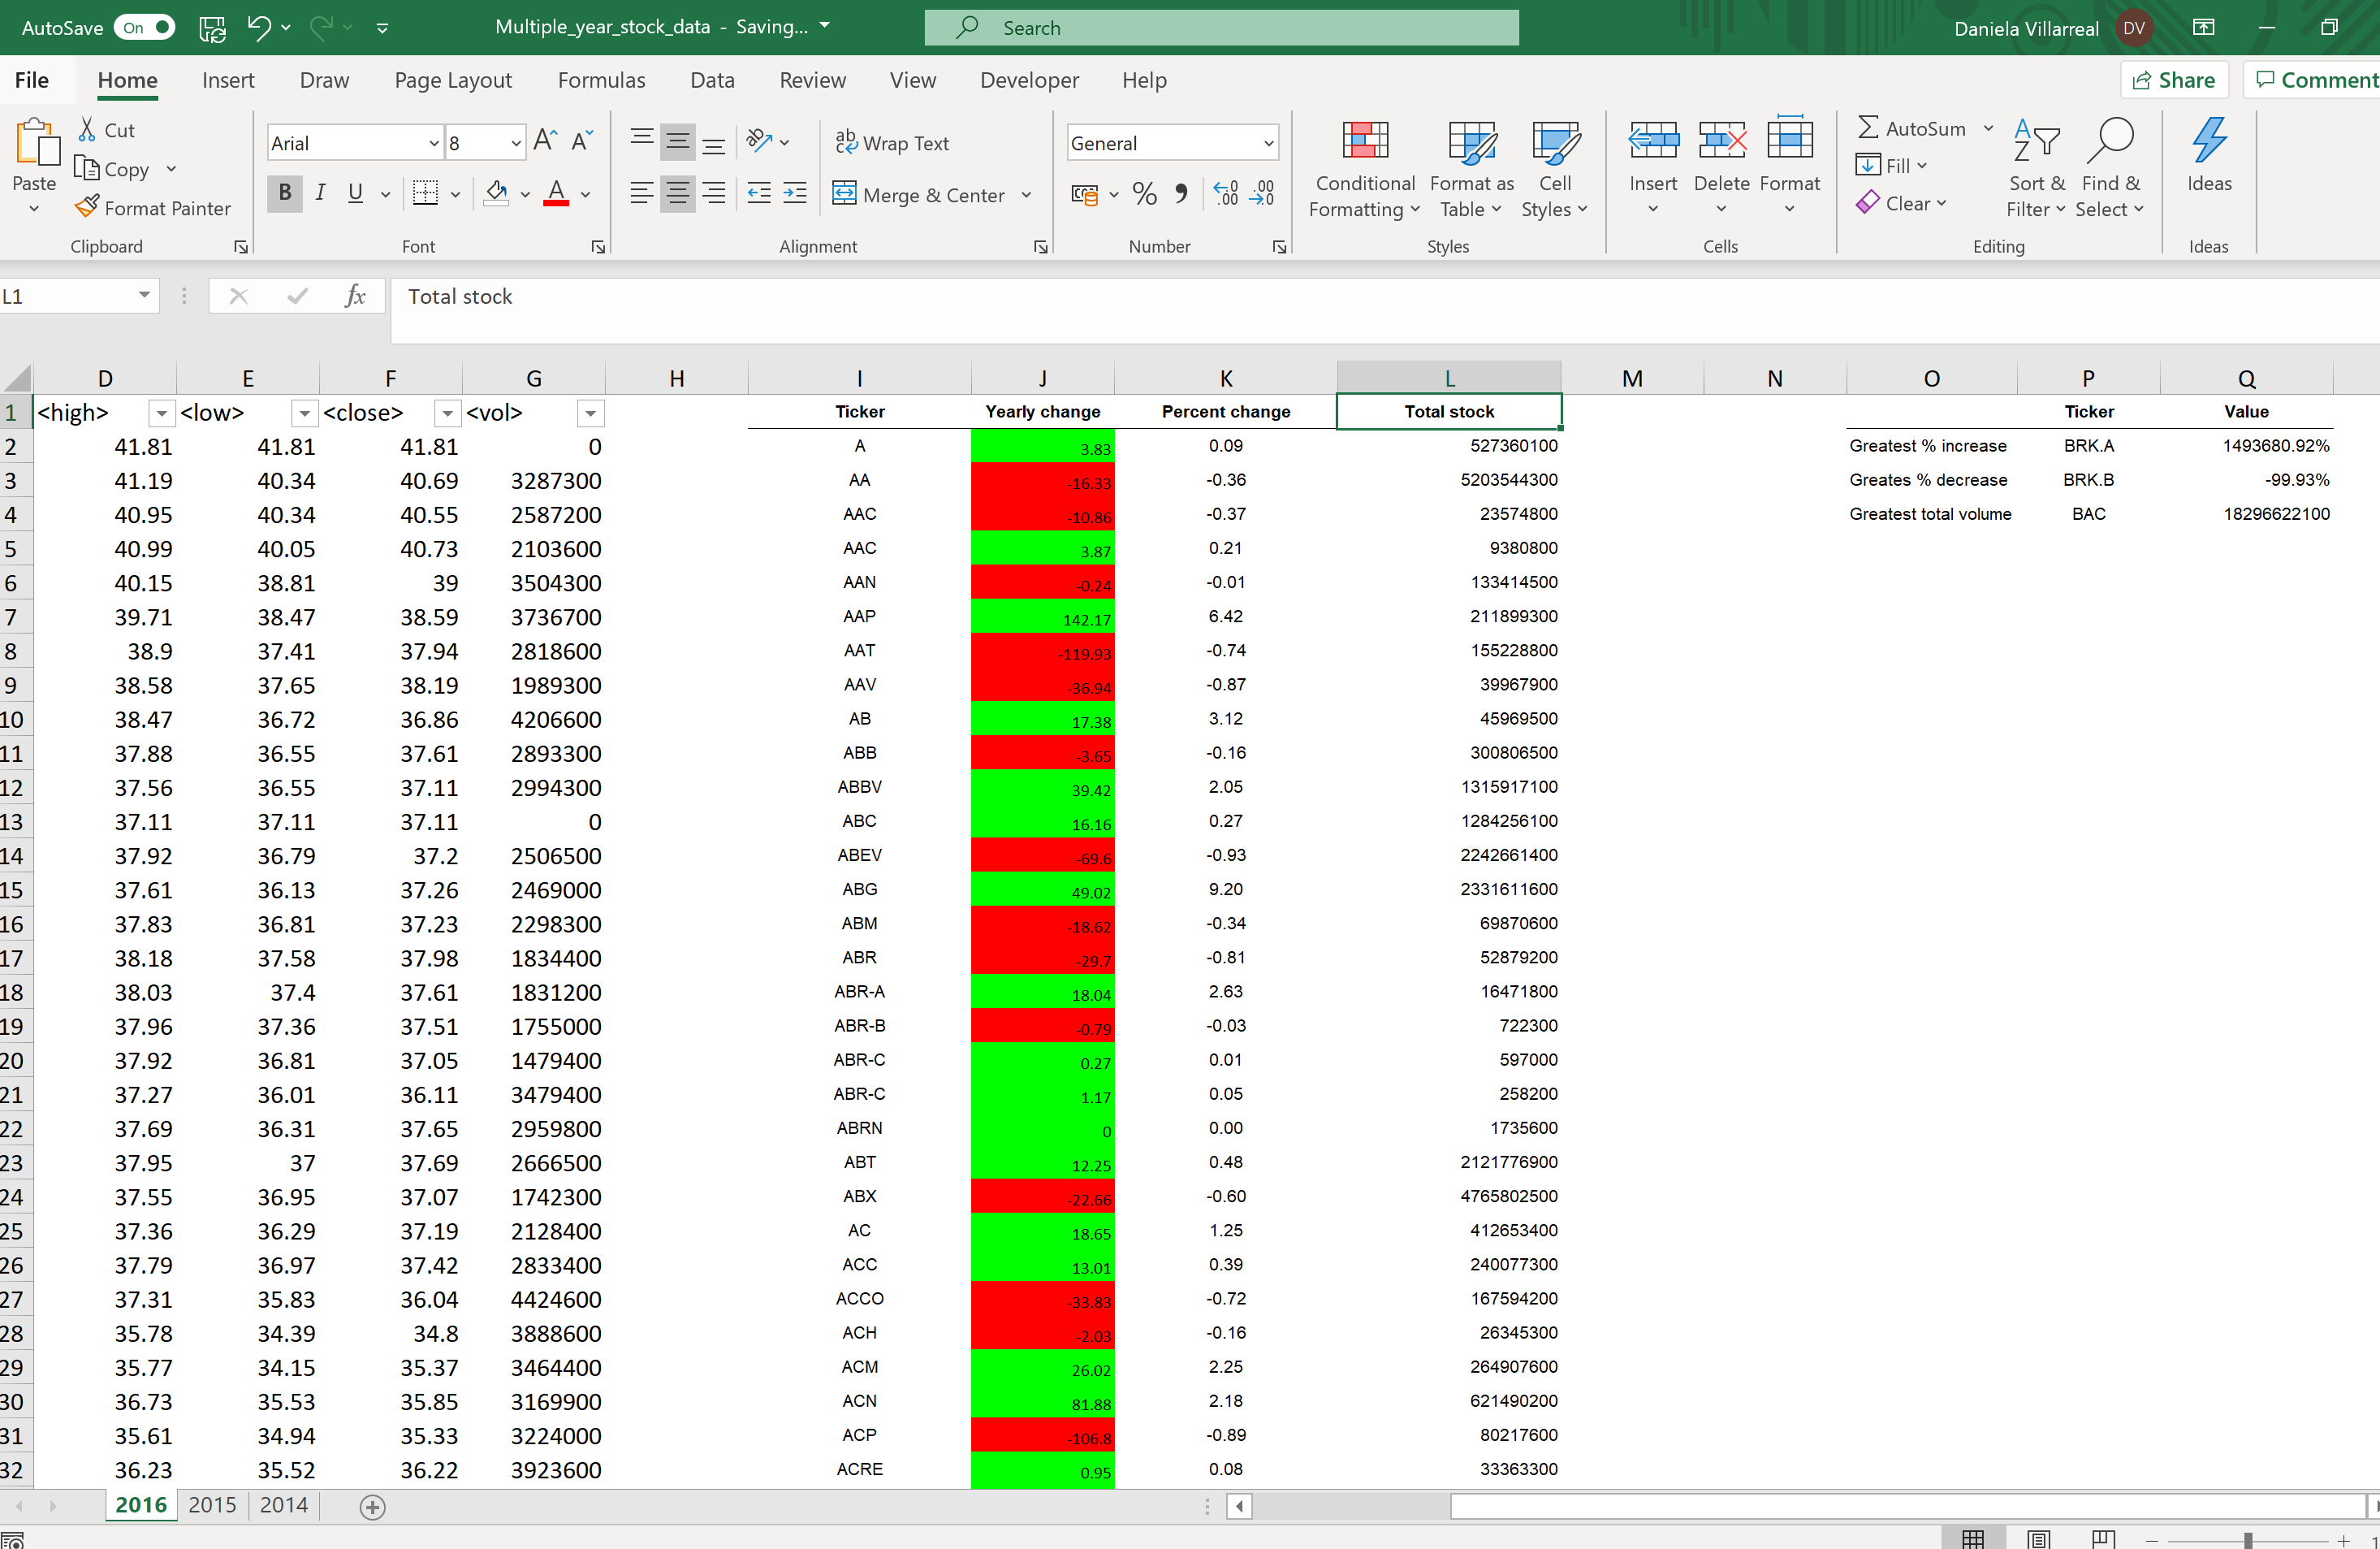 AutoSave On Multiple_year_stock_data - Saving... Search Daniela Villarreal DV
File Home Insert Draw Page Layout Formulas Data Review View Developer Help Share Comment
Paste Cut Copy Format Painter Clipboard
Arial 8 B I U A Font
Wrap Text Merge & Center Alignment
General % Number
Conditional Formatting Format as Table Cell Styles Styles
Insert Delete Format Cells
AutoSum Fill Clear Sort & Filter Find & Select Editing
Ideas Ideas
L1 fx Total stock
D E F G H I J K L M N O P Q
1 <high> <low> <close> <vol> Ticker Yearly change Percent change Total stock Ticker Value
2 41.81 41.81 41.81 0 A 3.83 0.09 527360100 Greatest % increase BRK.A 1493680.92%
3 41.19 40.34 40.69 3287300 AA -16.33 -0.36 5203544300 Greates % decrease BRK.B -99.93%
4 40.95 40.34 40.55 2587200 AAC -10.86 -0.37 23574800 Greatest total volume BAC 18296622100
5 40.99 40.05 40.73 2103600 AAC 3.87 0.21 9380800
6 40.15 38.81 39 3504300 AAN -0.24 -0.01 133414500
7 39.71 38.47 38.59 3736700 AAP 142.17 6.42 211899300
8 38.9 37.41 37.94 2818600 AAT -119.93 -0.74 155228800
9 38.58 37.65 38.19 1989300 AAV -36.94 -0.87 39967900
10 38.47 36.72 36.86 4206600 AB 17.38 3.12 45969500
11 37.88 36.55 37.61 2893300 ABB -3.65 -0.16 300806500
12 37.56 36.55 37.11 2994300 ABBV 39.42 2.05 1315917100
13 37.11 37.11 37.11 0 ABC 16.16 0.27 1284256100
14 37.92 36.79 37.2 2506500 ABEV -69.6 -0.93 2242661400
15 37.61 36.13 37.26 2469000 ABG 49.02 9.20 2331611600
16 37.83 36.81 37.23 2298300 ABM -18.62 -0.34 69870600
17 38.18 37.58 37.98 1834400 ABR -29.7 -0.81 52879200
18 38.03 37.4 37.61 1831200 ABR-A 18.04 2.63 16471800
19 37.96 37.36 37.51 1755000 ABR-B -0.79 -0.03 722300
20 37.92 36.81 37.05 1479400 ABR-C 0.27 0.01 597000
21 37.27 36.01 36.11 3479400 ABR-C 1.17 0.05 258200
22 37.69 36.31 37.65 2959800 ABRN 0 0.00 1735600
23 37.95 37 37.69 2666500 ABT 12.25 0.48 2121776900
24 37.55 36.95 37.07 1742300 ABX -22.66 -0.60 4765802500
25 37.36 36.29 37.19 2128400 AC 18.65 1.25 412653400
26 37.79 36.97 37.42 2833400 ACC 13.01 0.39 240077300
27 37.31 35.83 36.04 4424600 ACCO -33.83 -0.72 167594200
28 35.78 34.39 34.8 3888600 ACH -2.03 -0.16 26345300
29 35.77 34.15 35.37 3464400 ACM 26.02 2.25 264907600
30 36.73 35.53 35.85 3169900 ACN 81.88 2.18 621490200
31 35.61 34.94 35.33 3224000 ACP -106.8 -0.89 80217600
32 36.23 35.52 36.22 3923600 ACRE 0.95 0.08 33363300
2016 2015 2014